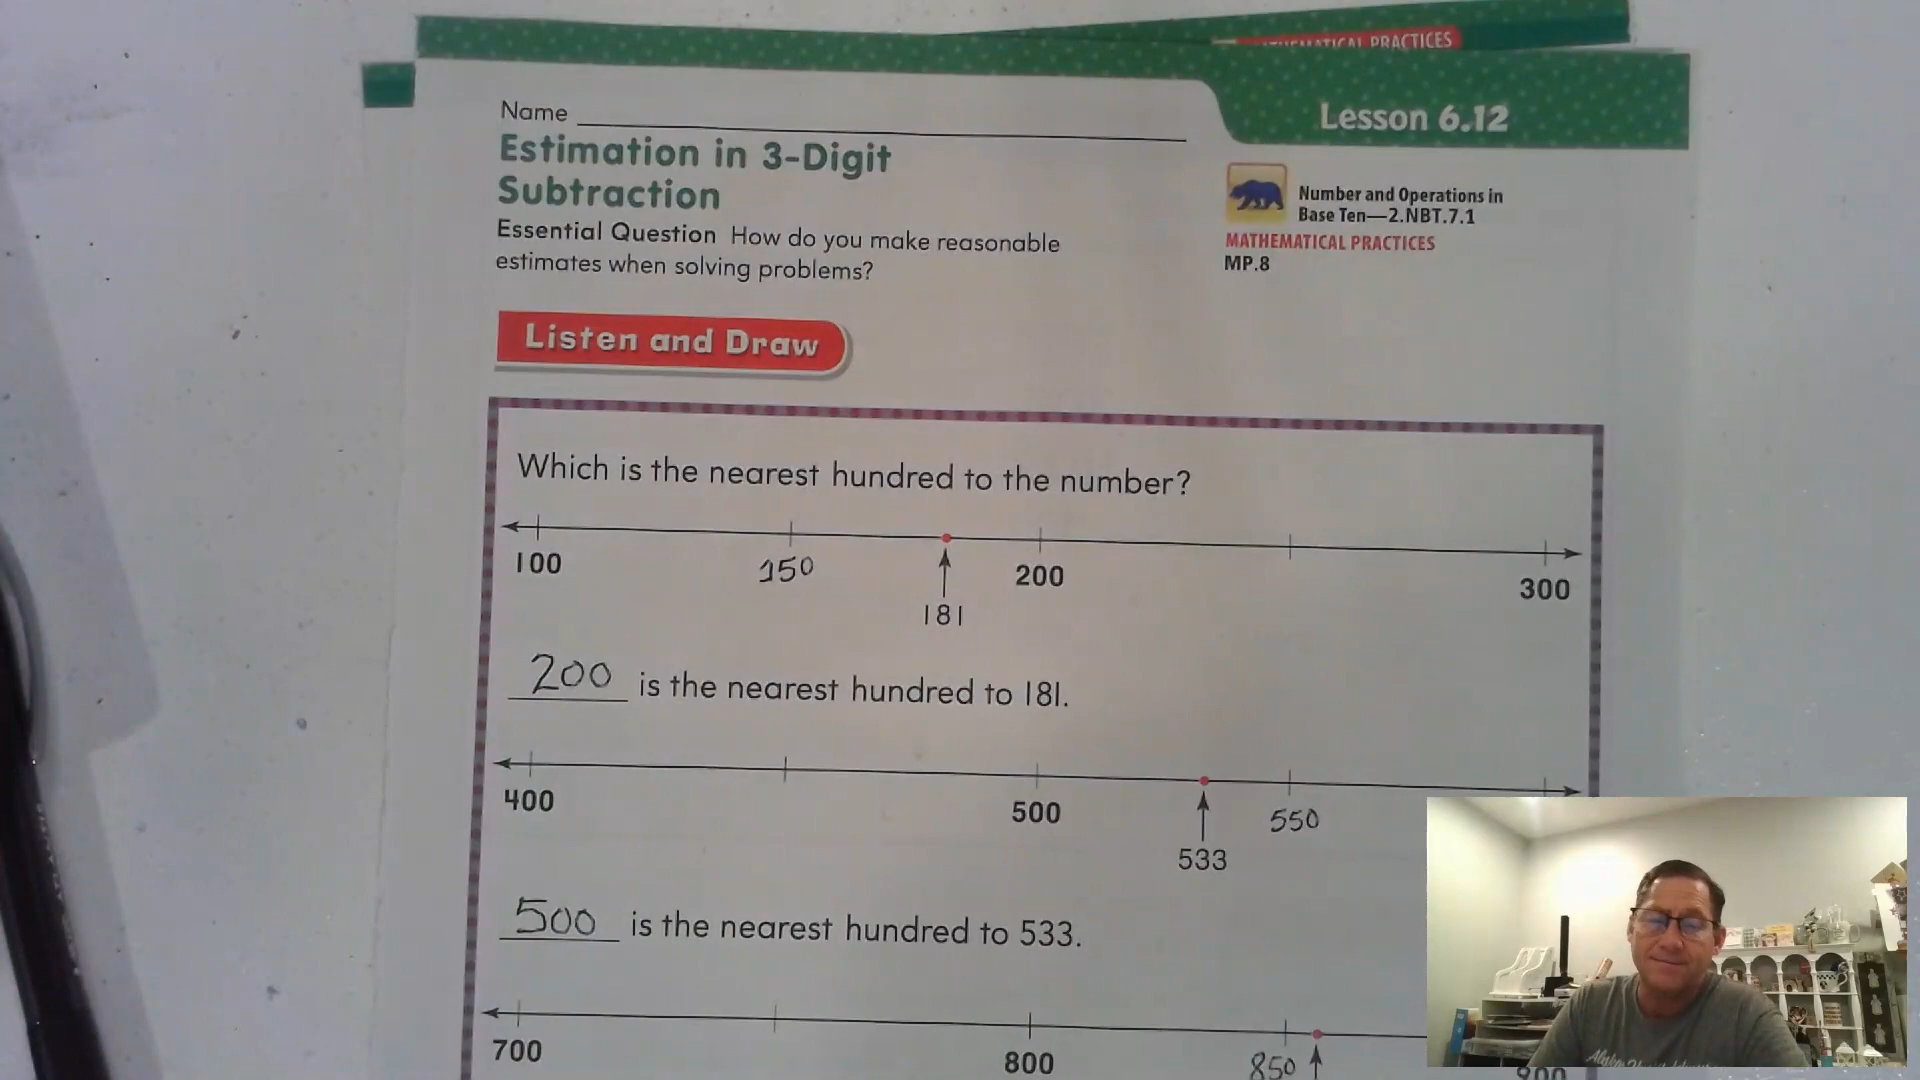 MATHEMATICAL PRACTICES
Lesson 6.12
Name
Estimation in 3-Digit
Subtraction
Essential Question How do you make reasonable
estimates when solving problems?
Number and Operations in
Base Ten—2.NBT.7.1
MATHEMATICAL PRACTICES
MP.8
Listen and Draw
Which is the nearest hundred to the number?
100 150 200 300
181
200 is the nearest hundred to 181.
400 500 550
533
500 is the nearest hundred to 533.
700 800 850 900